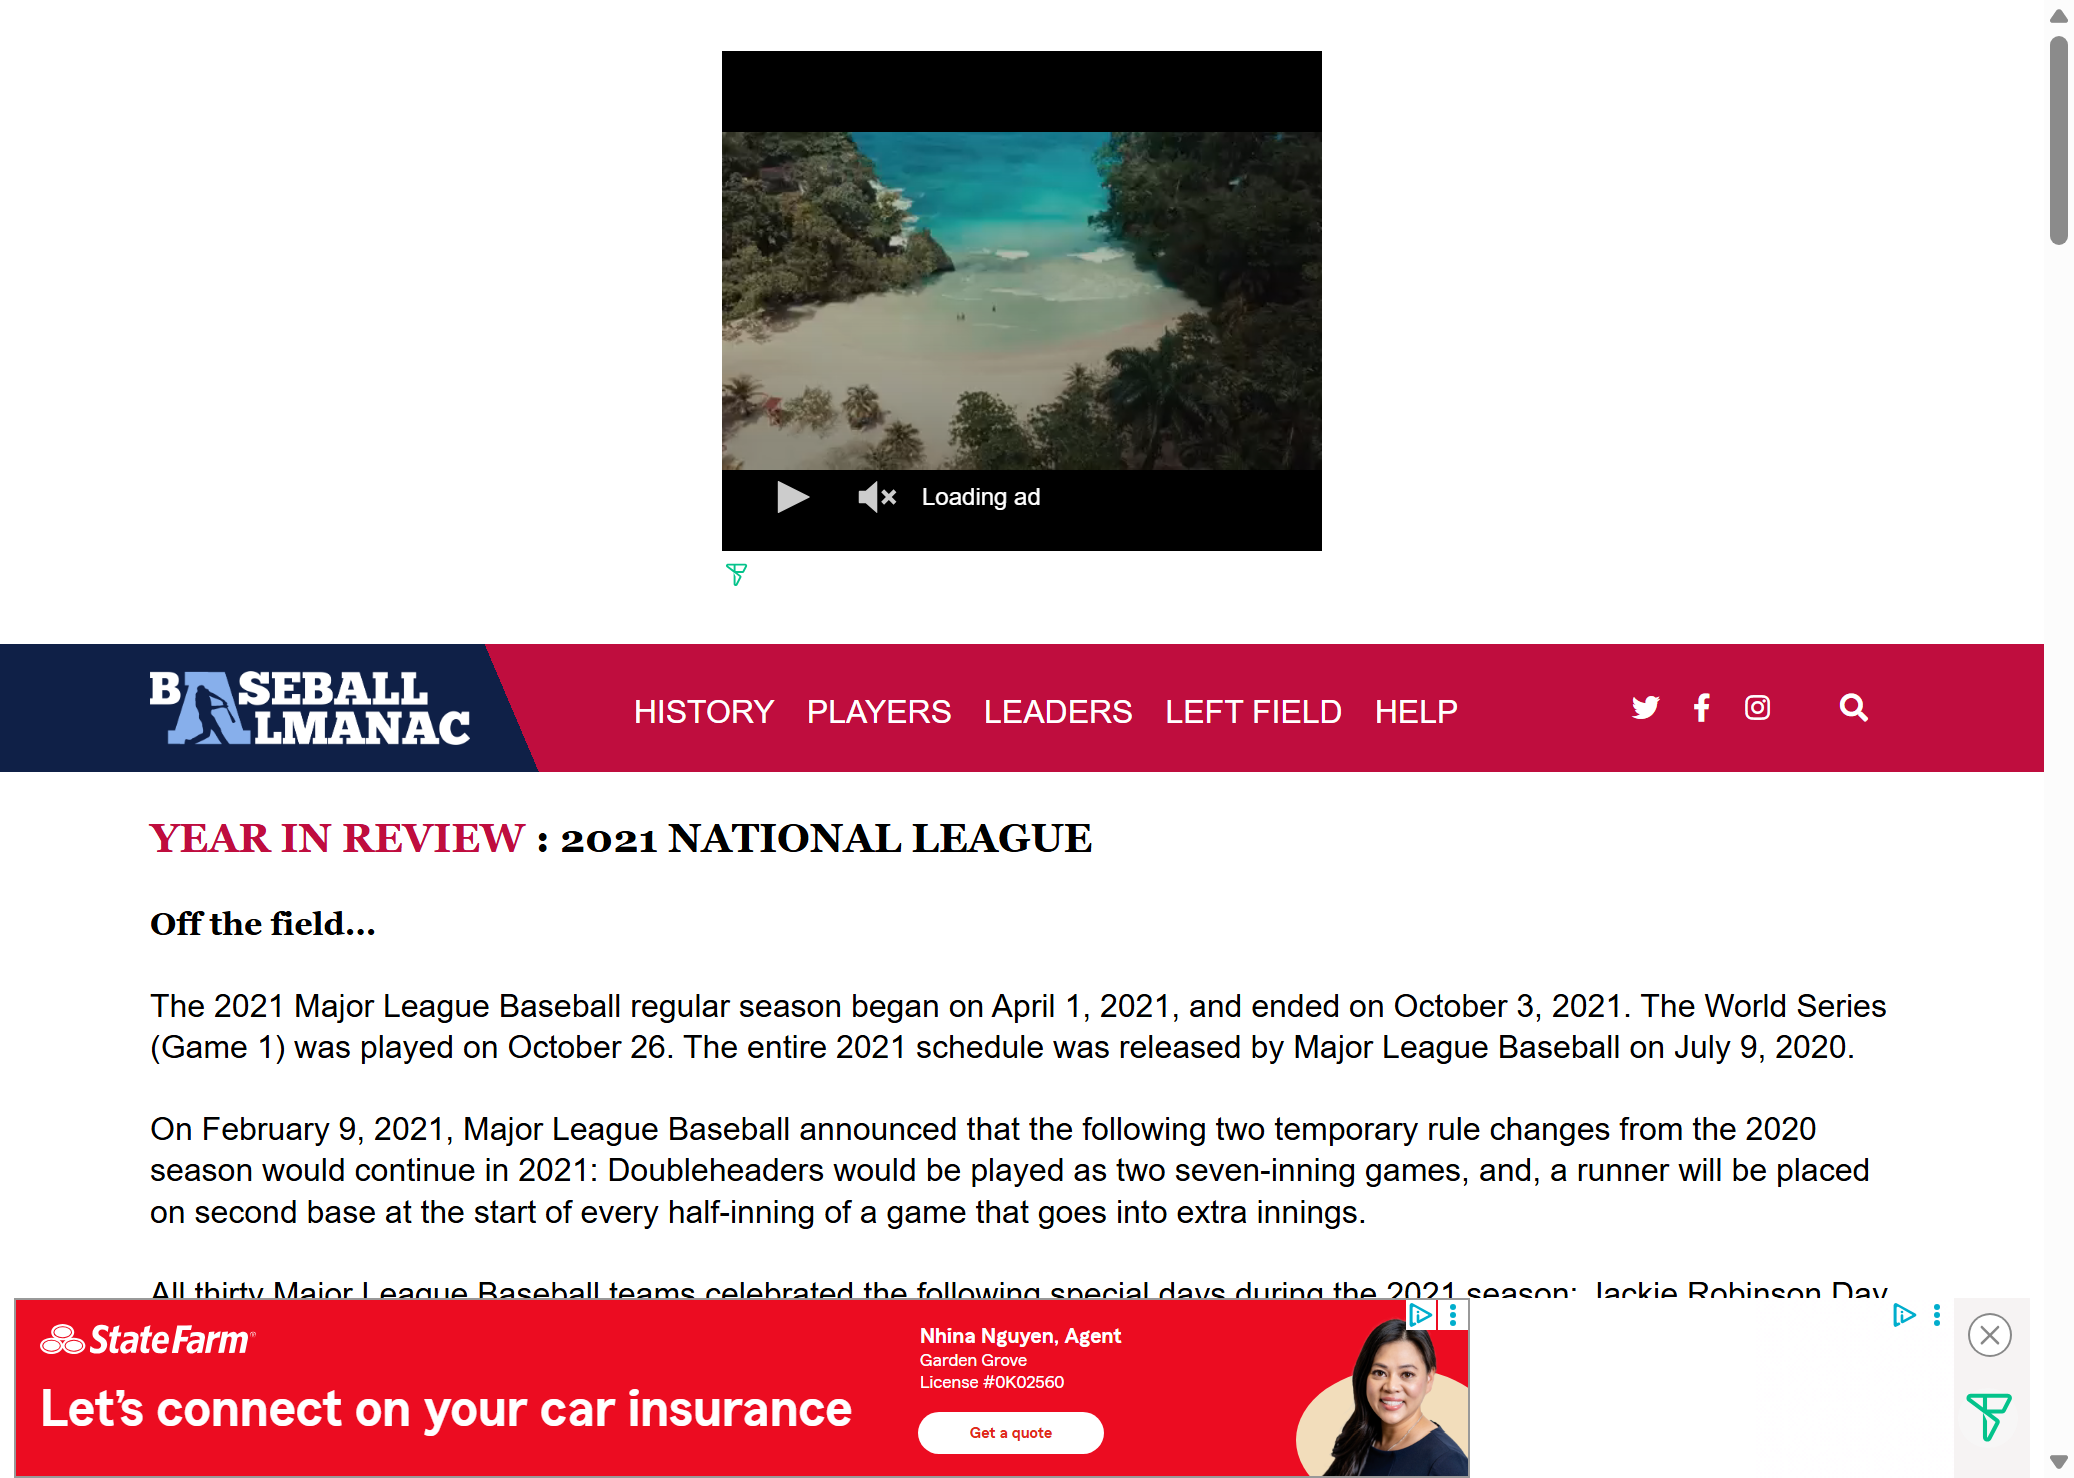 Loading ad
BASEBALL
ALMANAC
HISTORY PLAYERS LEADERS LEFT FIELD HELP
YEAR IN REVIEW : 2021 NATIONAL LEAGUE
Off the field...
The 2021 Major League Baseball regular season began on April 1, 2021, and ended on October 3, 2021. The World Series
(Game 1) was played on October 26. The entire 2021 schedule was released by Major League Baseball on July 9, 2020.
On February 9, 2021, Major League Baseball announced that the following two temporary rule changes from the 2020
season would continue in 2021: Doubleheaders would be played as two seven-inning games, and, a runner will be placed
on second base at the start of every half-inning of a game that goes into extra innings.
All thirty Major League Baseball teams celebrated the following special days during the 2021 season: Jackie Robinson Day
StateFarm®
Let's connect on your car insurance
Nhina Nguyen, Agent
Garden Grove
License #0K02560
Get a quote